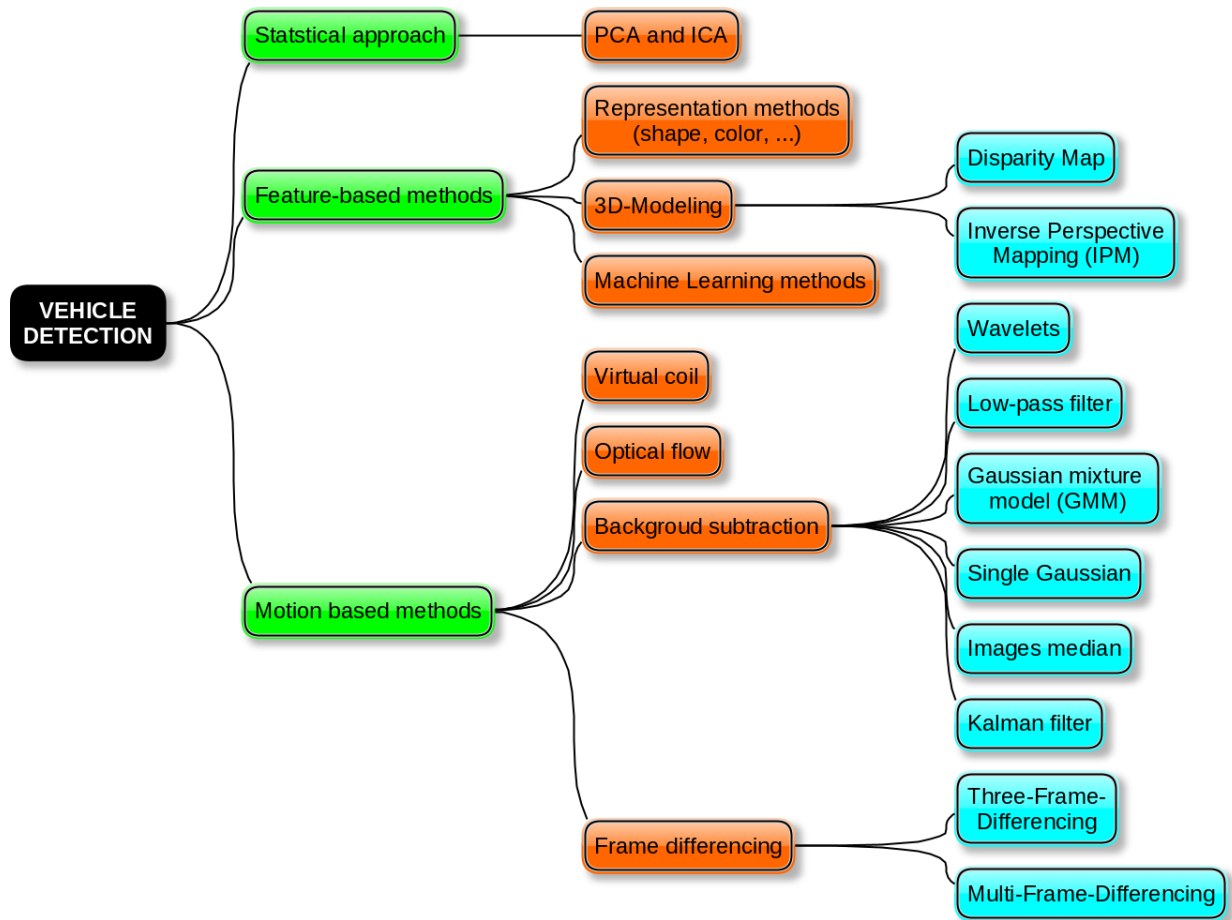 Statstical approach
PCA and ICA
Representation methods
(shape, color, ...)
Disparity Map
Feature-based methods
3D-Modeling
Inverse Perspective
Mapping (IPM)
Machine Learning methods
VEHICLE
DETECTION
Wavelets
Virtual coil
Low-pass filter
Optical flow
Gaussian mixture
model (GMM)
Backgroud subtraction
Single Gaussian
Motion based methods
Images median
Kalman filter
Three-Frame-
Differencing
Frame differencing
Multi-Frame-Differencing